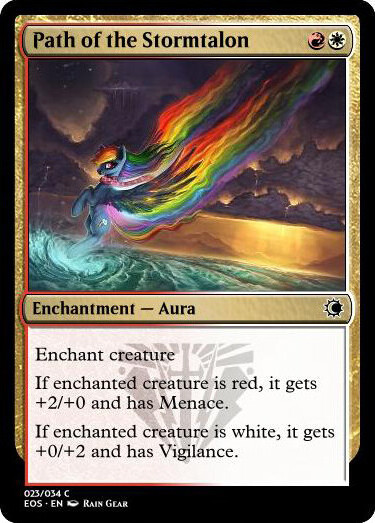 Path of the Stormtalon
Enchantment — Aura
Enchant creature
If enchanted creature is red, it gets
+2/+0 and has Menace.
If enchanted creature is white, it gets
+0/+2 and has Vigilance.
023/034 C
EOS • EN Rain Gear